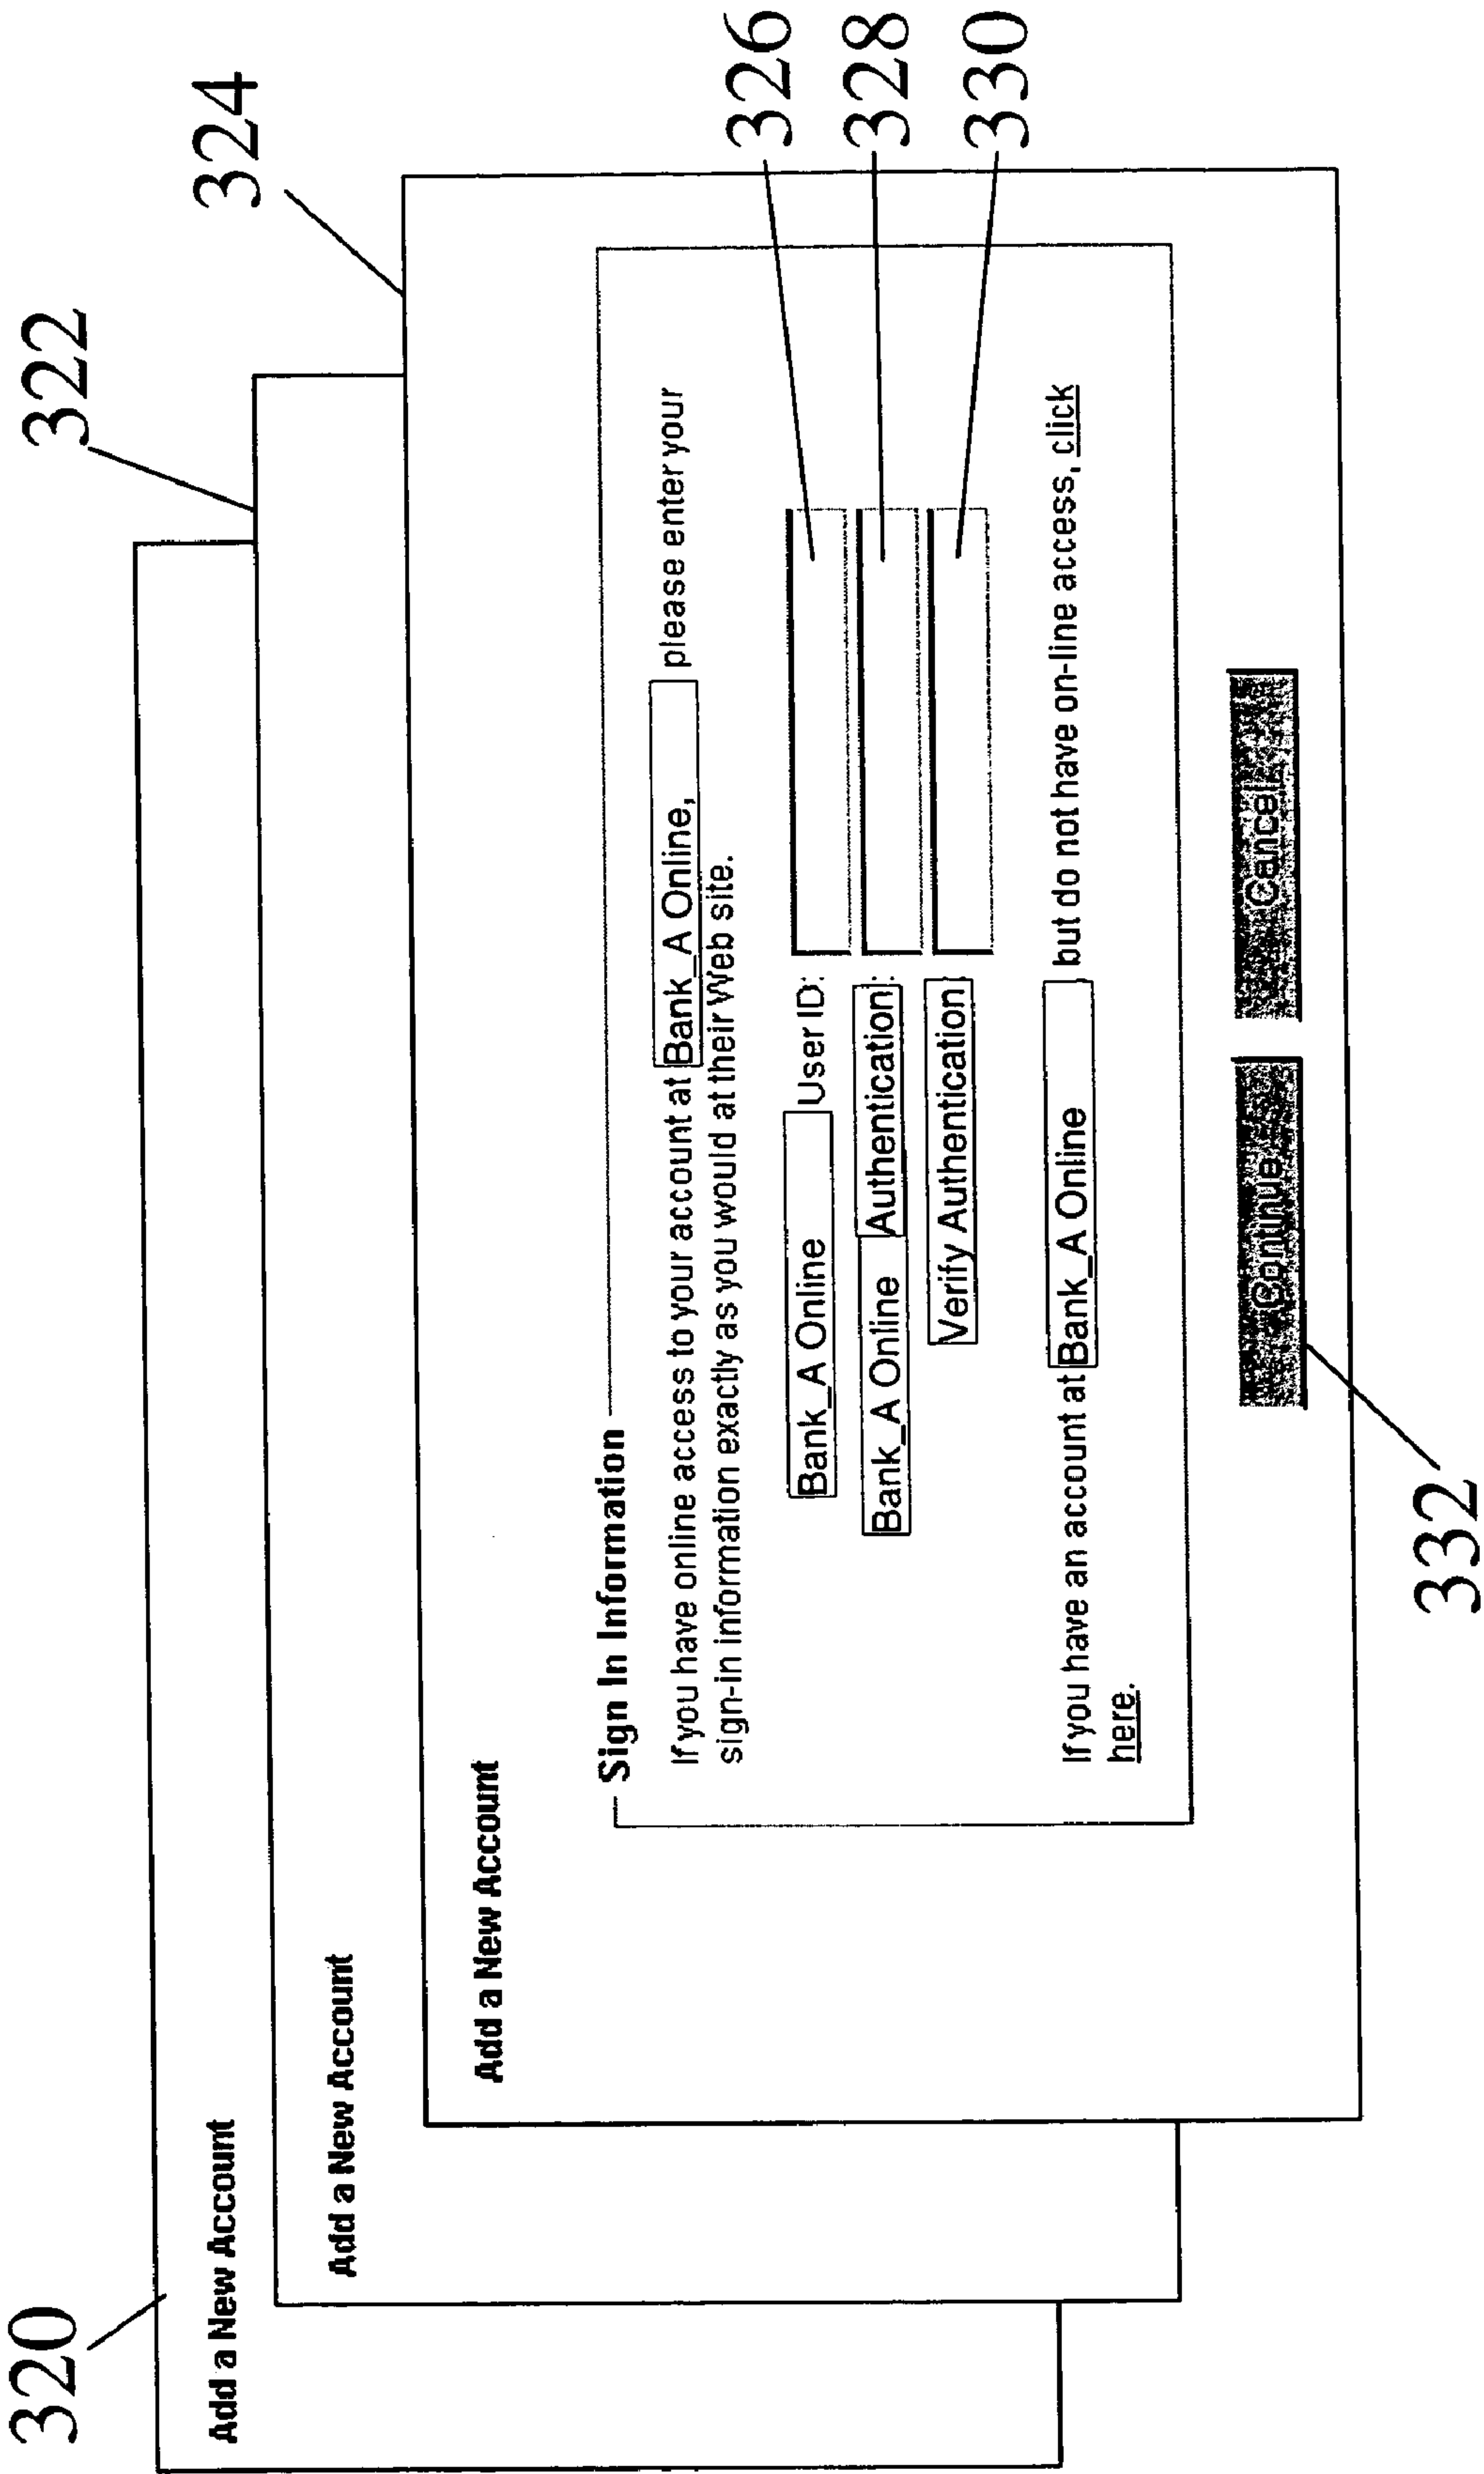 320
322
324
Add a New Account
Add a New Account
Add a New Account
Sign In Information
If you have online access to your account at Bank_A Online, please enter your
sign-in information exactly as you would at their Web site.
Bank_A Online User ID:
326
Bank_A Online Authentication:
328
Verify Authentication
330
If you have an account at Bank_A Online but do not have on-line access, click
here.
Continue Cancel
332